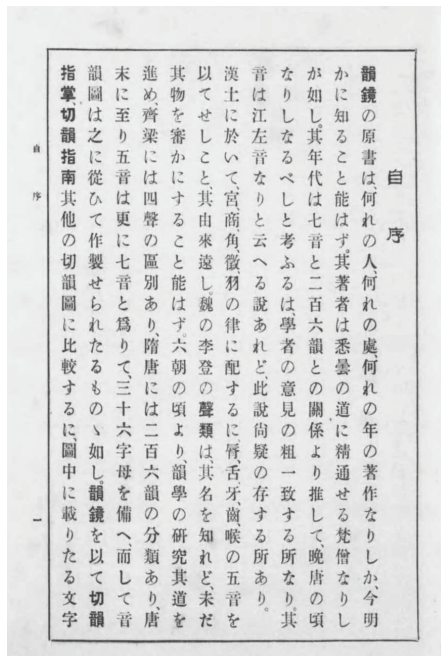 自序
韻鏡の原書は、何れの人、何れの處、何れの年の著作なりしか、今明
かに知ること能はず。其著者は悉曇の道に精通せる梵僧なりし
が如し。其年代は七音と二百六韻との關係より推して、晩唐の頃
なりしなるべしと考ふるは、學者の意見の粗一致する所なり。其
音は江左音なりと云へる說あれど、此說尙疑の存する所あり。
漢土に於いて、宮、商、角、徵、羽の律に配するに、脣、舌、牙、齒、喉の五音を
以てせしこと、其由來遠し。魏の李登の聲類は其名を知れど、未だ
其物を審かにすること能はず。六朝の頃より、韻學の硏究其道を
進め、齊梁には四聲の區別あり、隋唐には二百六韻の分類あり、唐
末に至り五音は更に七音と爲りて、三十六字母を備へ、而して音
韻圖は之に從ひて作製せられたるものゝ如し。韻鏡を以て切韻
指掌、切韻指南其他の切韻圖に比較するに、圖中に載りたる文字
自序
一